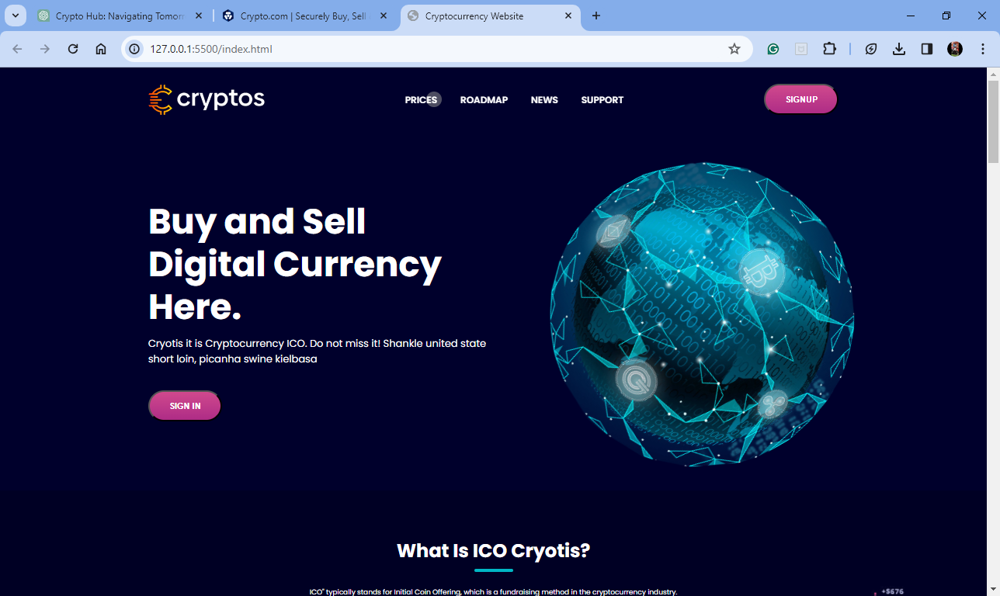 Crypto Hub: Navigating Tomorr
Crypto.com | Securely Buy, Sell
Cryptocurrency Website
127.0.0.1:5500/index.html
cryptos
PRICES
ROADMAP
NEWS
SUPPORT
SIGNUP
Buy and Sell
Digital Currency
Here.
Cryotis it is Cryptocurrency ICO. Do not miss it! Shankle united state
short loin, picanha swine kielbasa
SIGN IN
What Is ICO Cryotis?
ICO" typically stands for Initial Coin Offering, which is a fundraising method in the cryptocurrency industry.
+$676